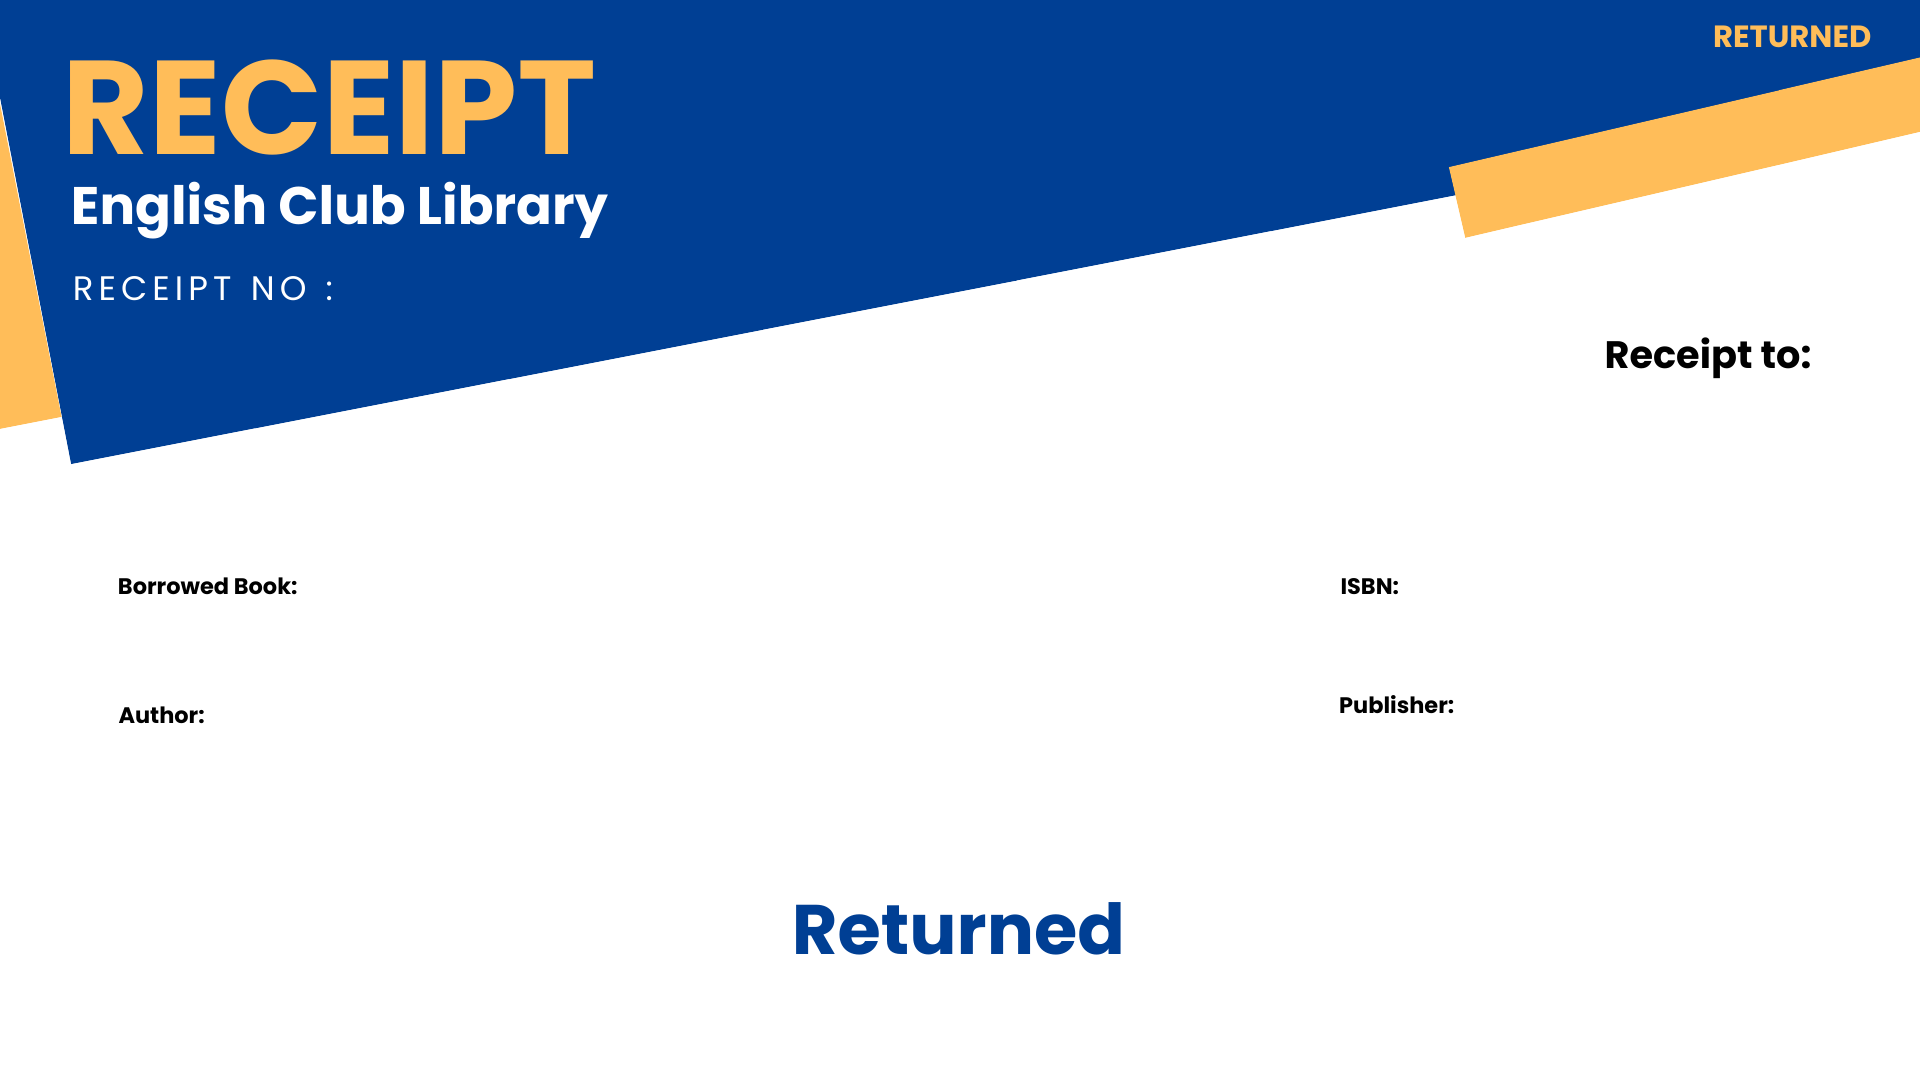 RETURNED
RECEIPT
English Club Library
RECEIPT NO :
Receipt to:
Borrowed Book:
ISBN:
Author:
Publisher:
Returned